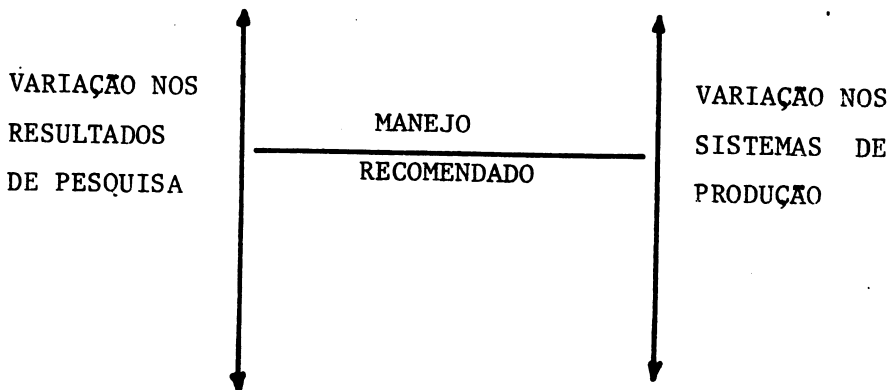 VARIAÇÃO NOS
RESULTADOS
DE PESQUISA
MANEJO
RECOMENDADO
VARIAÇÃO NOS
SISTEMAS DE
PRODUÇÃO